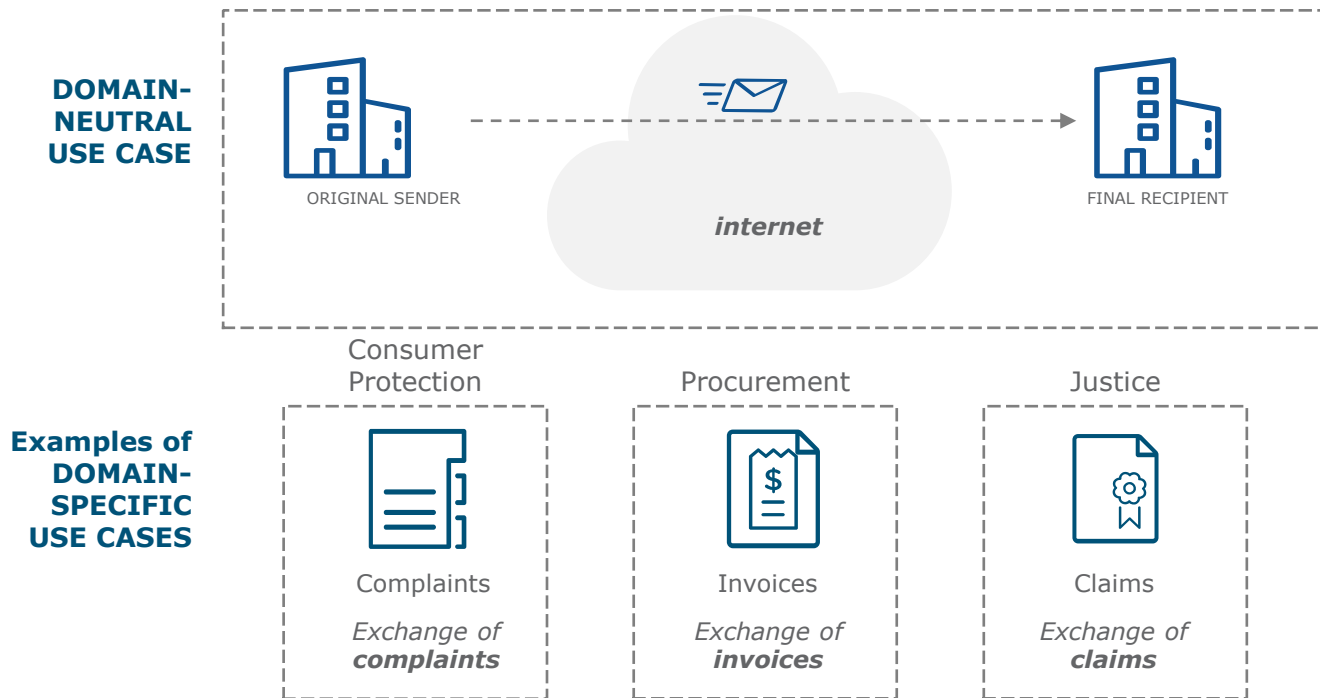 DOMAIN-
NEUTRAL
USE CASE
ORIGINAL SENDER
FINAL RECIPIENT
internet
Consumer
Protection
Procurement
Justice
Examples of
DOMAIN-
SPECIFIC
USE CASES
$
Complaints
Invoices
Claims
Exchange of
complaints
Exchange of
invoices
Exchange of
claims